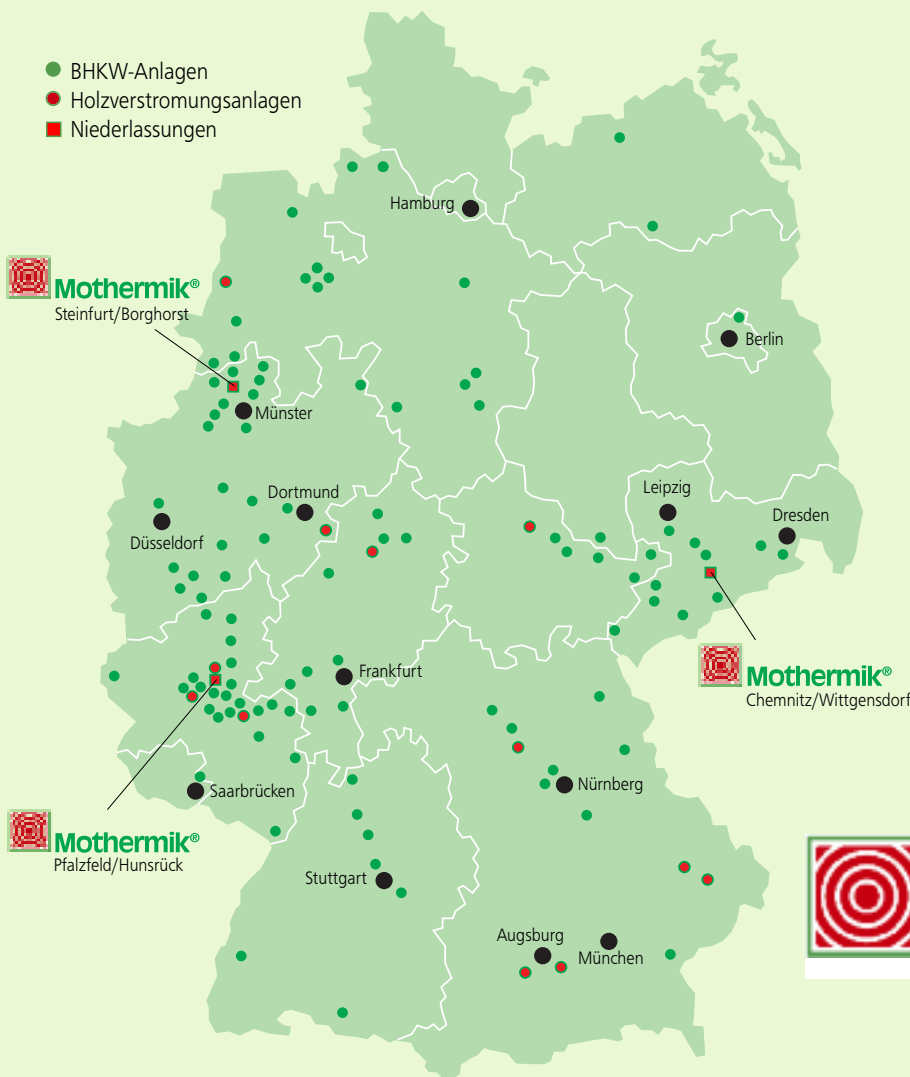 BHKW-Anlagen
Holzverstromungsanlagen
Niederlassungen
Hamburg
Mothermik®
Steinfurt/Borghorst
Berlin
Münster
Dortmund
Leipzig
Düsseldorf
Dresden
Frankfurt
Mothermik®
Chemnitz/Wittgensdorf
Nürnberg
Saarbrücken
Mothermik®
Pfalzfeld/Hunsrück
Stuttgart
Augsburg
München